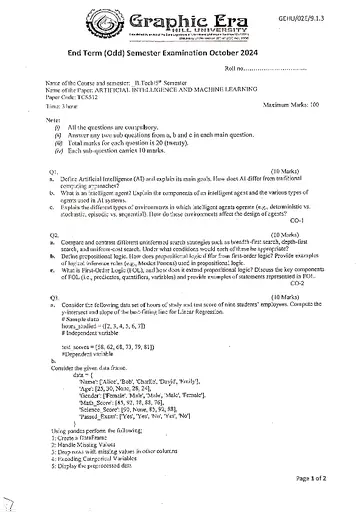 GEHU/02E/9.1.3
Graphic Era
HILL UNIVERSITY
End Term (Odd) Semester Examination October 2024
Roll no.............................
Name of the Course and semester: B.Tech 5th Semester
Name of the Paper: ARTIFICIAL INTELLIGENCE AND MACHINE LEARNING
Paper Code: TCS512
Time: 3 hour
Maximum Marks: 100
Note:
(i) All the questions are compulsory.
(ii) Answer any two sub questions from a, b and c in each main question.
(iii) Total marks for each question is 20 (twenty).
(iv) Each sub-question carries 10 marks.
Q1.
(10 Marks)
a. Define Artificial Intelligence (AI) and explain its main goals. How does AI differ from traditional
computing approaches?
b. What is an intelligent agent? Explain the components of an intelligent agent and the various types of
agents used in AI systems.
c. Explain the different types of environments in which intelligent agents operate (e.g., deterministic vs.
stochastic, episodic vs. sequential). How do these environments affect the design of agents?
CO-1
Q2.
(10 Marks)
a. Compare and contrast different uninformed search strategies such as breadth-first search, depth-first
search, and uniform-cost search. Under what conditions would each of these be appropriate?
b. Define propositional logic. How does propositional logic differ from first-order logic? Provide examples
of logical inference rules (e.g., Modus Ponens) used in propositional logic.
c. What is First-Order Logic (FOL), and how does it extend propositional logic? Discuss the key components
of FOL (i.e., predicates, quantifiers, variables) and provide examples of statements represented in FOL.
CO-2
Q3.
(10 Marks)
a. Consider the following data set of hours of study and test score of nine students/employees. Compute the
y-intercept and slope of the best-fitting line for Linear Regression.
# Sample data
hours_studied = ([2, 3, 4, 5, 6, 7])
# Independent variable
test_scores = [58, 62, 68, 73, 79, 81])
#Dependent variable
b.
Consider the given data frame.
data = {
'Name': ['Alice', 'Bob', 'Charlie', 'David', 'Emily'],
'Age': [25, 30, None, 28, 24],
'Gender': ['Female', 'Male', 'Male', 'Male', 'Female'],
'Math_Score': [85, 92, 78, 88, 76],
'Science_Score': [90, None, 85, 92, 88],
'Passed_Exam': ['Yes', 'Yes', 'No', 'Yes', 'No']
}
Using pandas perform the following:
1: Create a DataFrame
2: Handle Missing Values
3: Drop rows with missing values in other columns
4: Encoding Categorical Values
5: Display the preprocessed data
Page 1 of 2